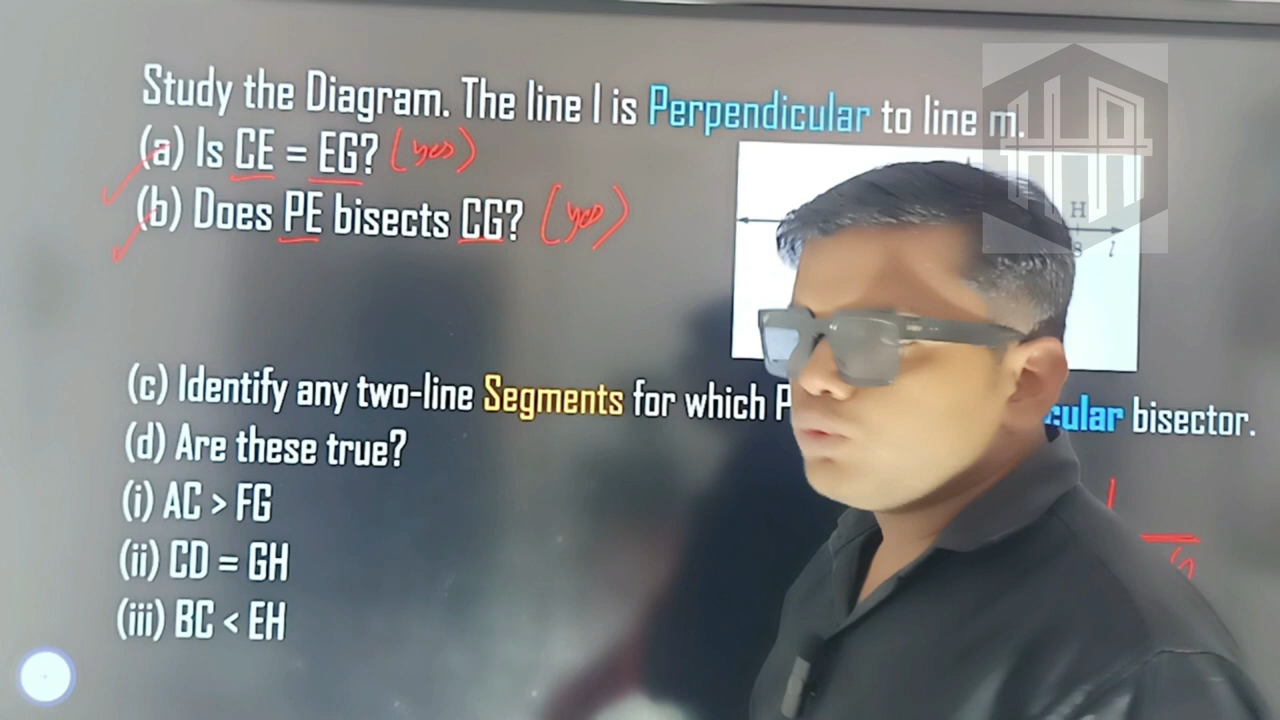 Study the Diagram. The line l is Perpendicular to line m.
(a) Is CE = EG? (yes)
(b) Does PE bisects CG? (yes)
H
8 l
(c) Identify any two-line Segments for which P
cular bisector.
(d) Are these true?
(i) AC > FG
(ii) CD = GH
(iii) BC < EH